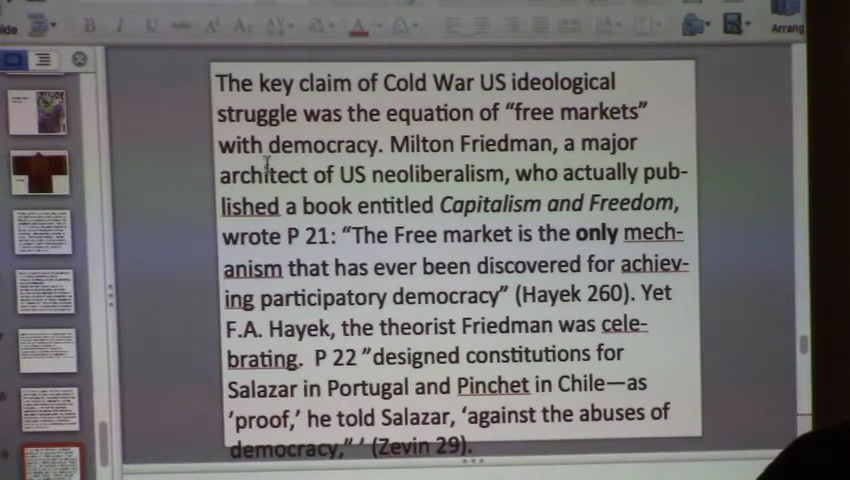 ide
B I U
Arrang
The key claim of Cold War US ideological
struggle was the equation of “free markets”
with democracy. Milton Friedman, a major
architect of US neoliberalism, who actually pub-
lished a book entitled Capitalism and Freedom,
wrote P 21: “The Free market is the only mech-
anism that has ever been discovered for achiev-
ing participatory democracy” (Hayek 260). Yet
F.A. Hayek, the theorist Friedman was cele-
brating.  P 22 ”designed constitutions for
Salazar in Portugal and Pinchet in Chile—as
’proof,’ he told Salazar, ‘against the abuses of
democracy,” ’ (Zevin 29).